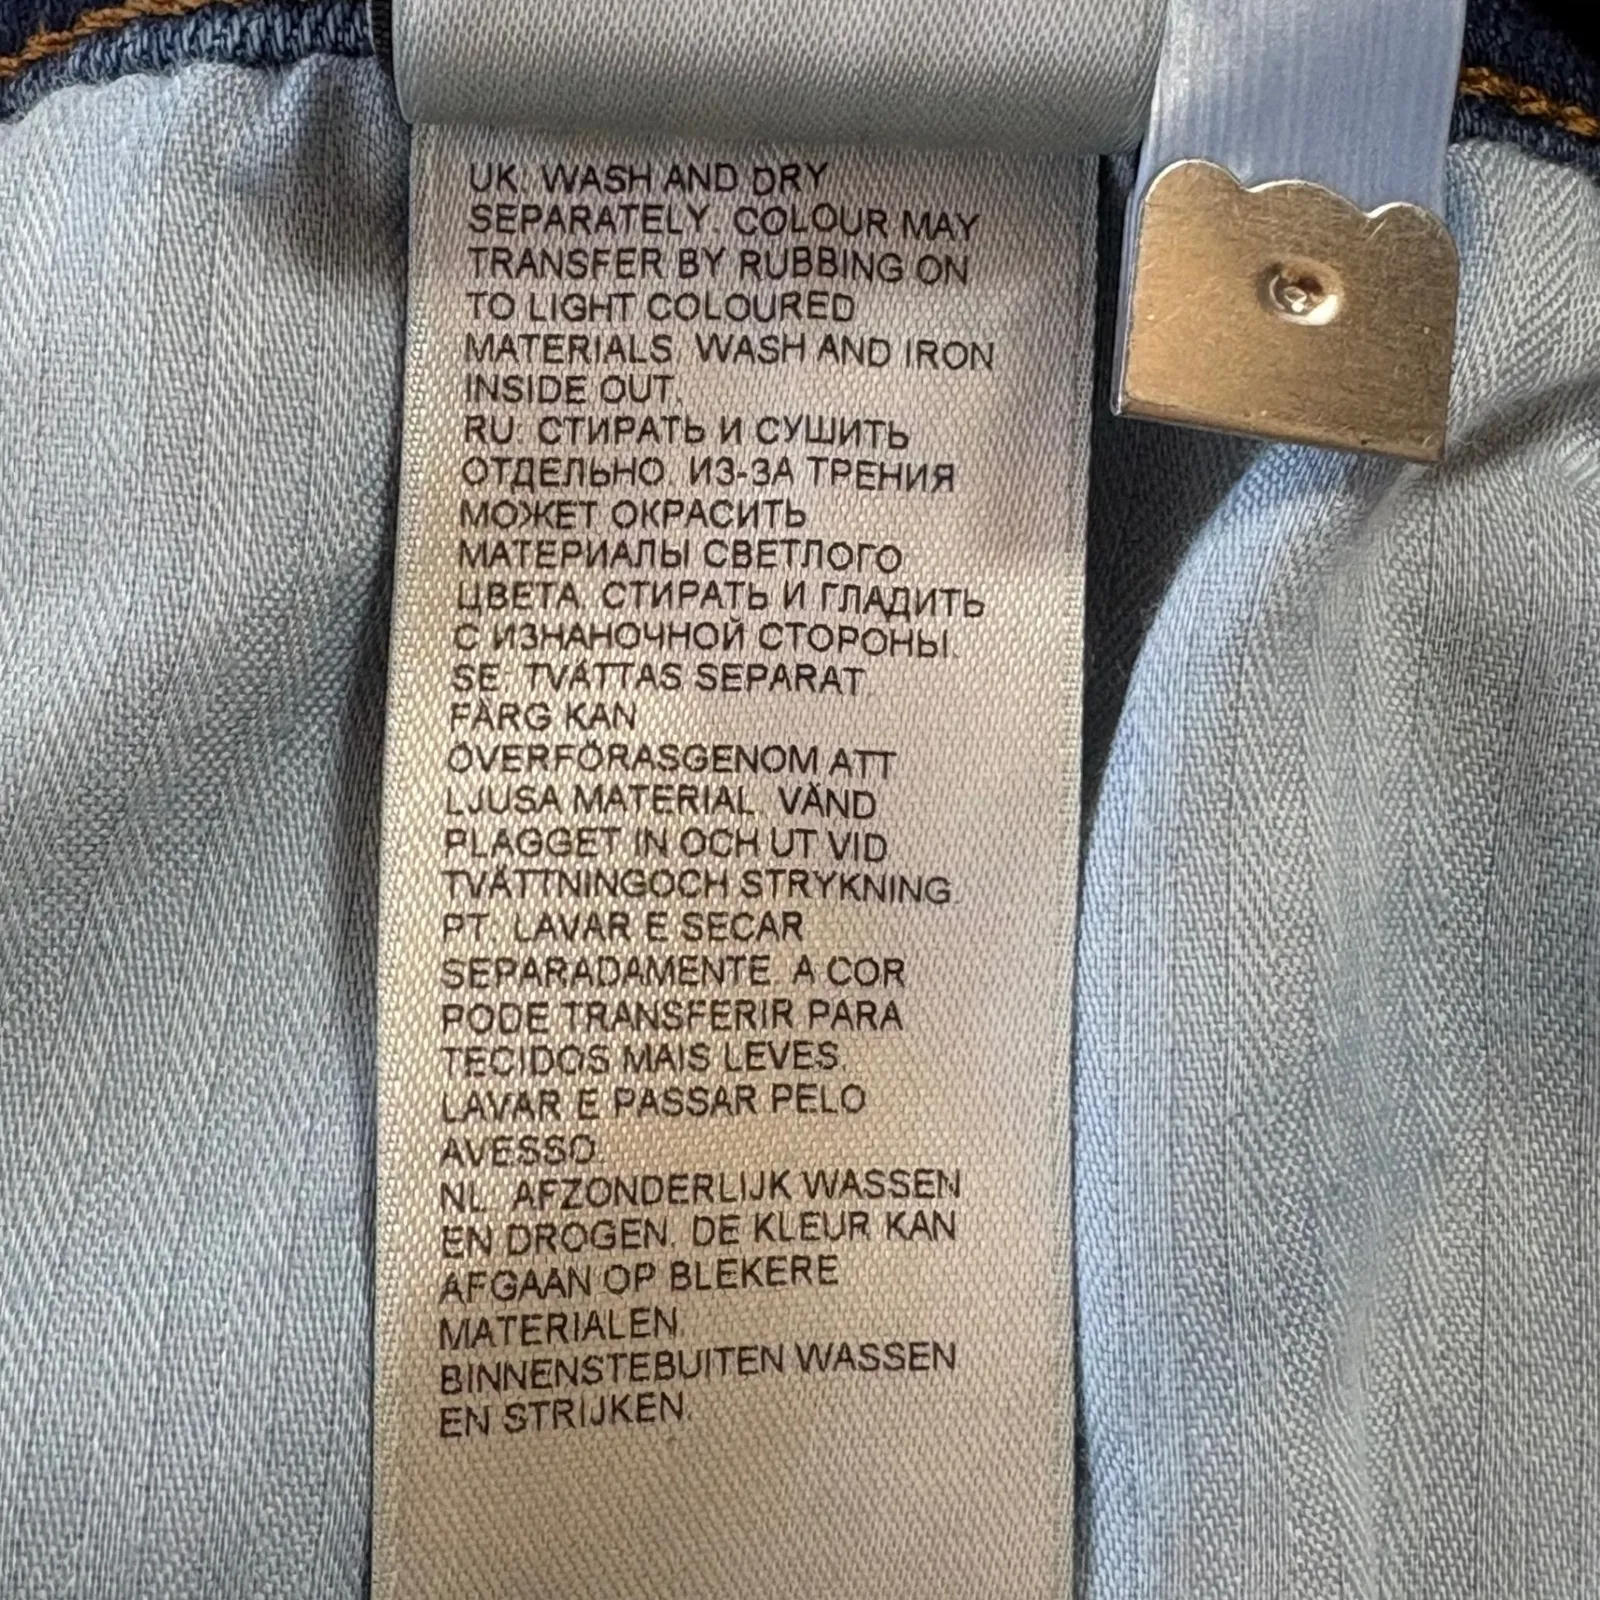 UK: WASH AND DRY
SEPARATELY. COLOUR MAY
TRANSFER BY RUBBING ON
TO LIGHT COLOURED
MATERIALS. WASH AND IRON
INSIDE OUT.
RU: СТИРАТЬ И СУШИТЬ
ОТДЕЛЬНО. ИЗ-ЗА ТРЕНИЯ
МОЖЕТ ОКРАСИТЬ
МАТЕРИАЛЫ СВЕТЛОГО
ЦВЕТА. СТИРАТЬ И ГЛАДИТЬ
С ИЗНАНОЧНОЙ СТОРОНЫ.
SE: TVÄTTAS SEPARAT.
FÄRG KAN
ÖVERFÖRASGENOM ATT
LJUSA MATERIAL. VÄND
PLAGGET IN OCH UT VID
TVÄTTNINGOCH STRYKNING.
PT: LAVAR E SECAR
SEPARADAMENTE. A COR
PODE TRANSFERIR PARA
TECIDOS MAIS LEVES.
LAVAR E PASSAR PELO
AVESSO.
NL: AFZONDERLIJK WASSEN
EN DROGEN. DE KLEUR KAN
AFGAAN OP BLEKERE
MATERIALEN.
BINNENSTEBUITEN WASSEN
EN STRIJKEN.